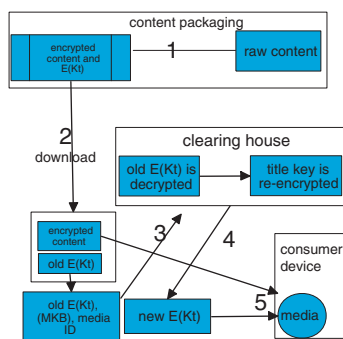 content packaging
encrypted
content and
E(Kt)
1
raw content
2
download
clearing house
old E(Kt) is
decrypted
title key is
re-encrypted
encrypted
content
old E(Kt)
3
4
consumer
device
old E(Kt),
(MKB), media
ID
new E(Kt)
5
media